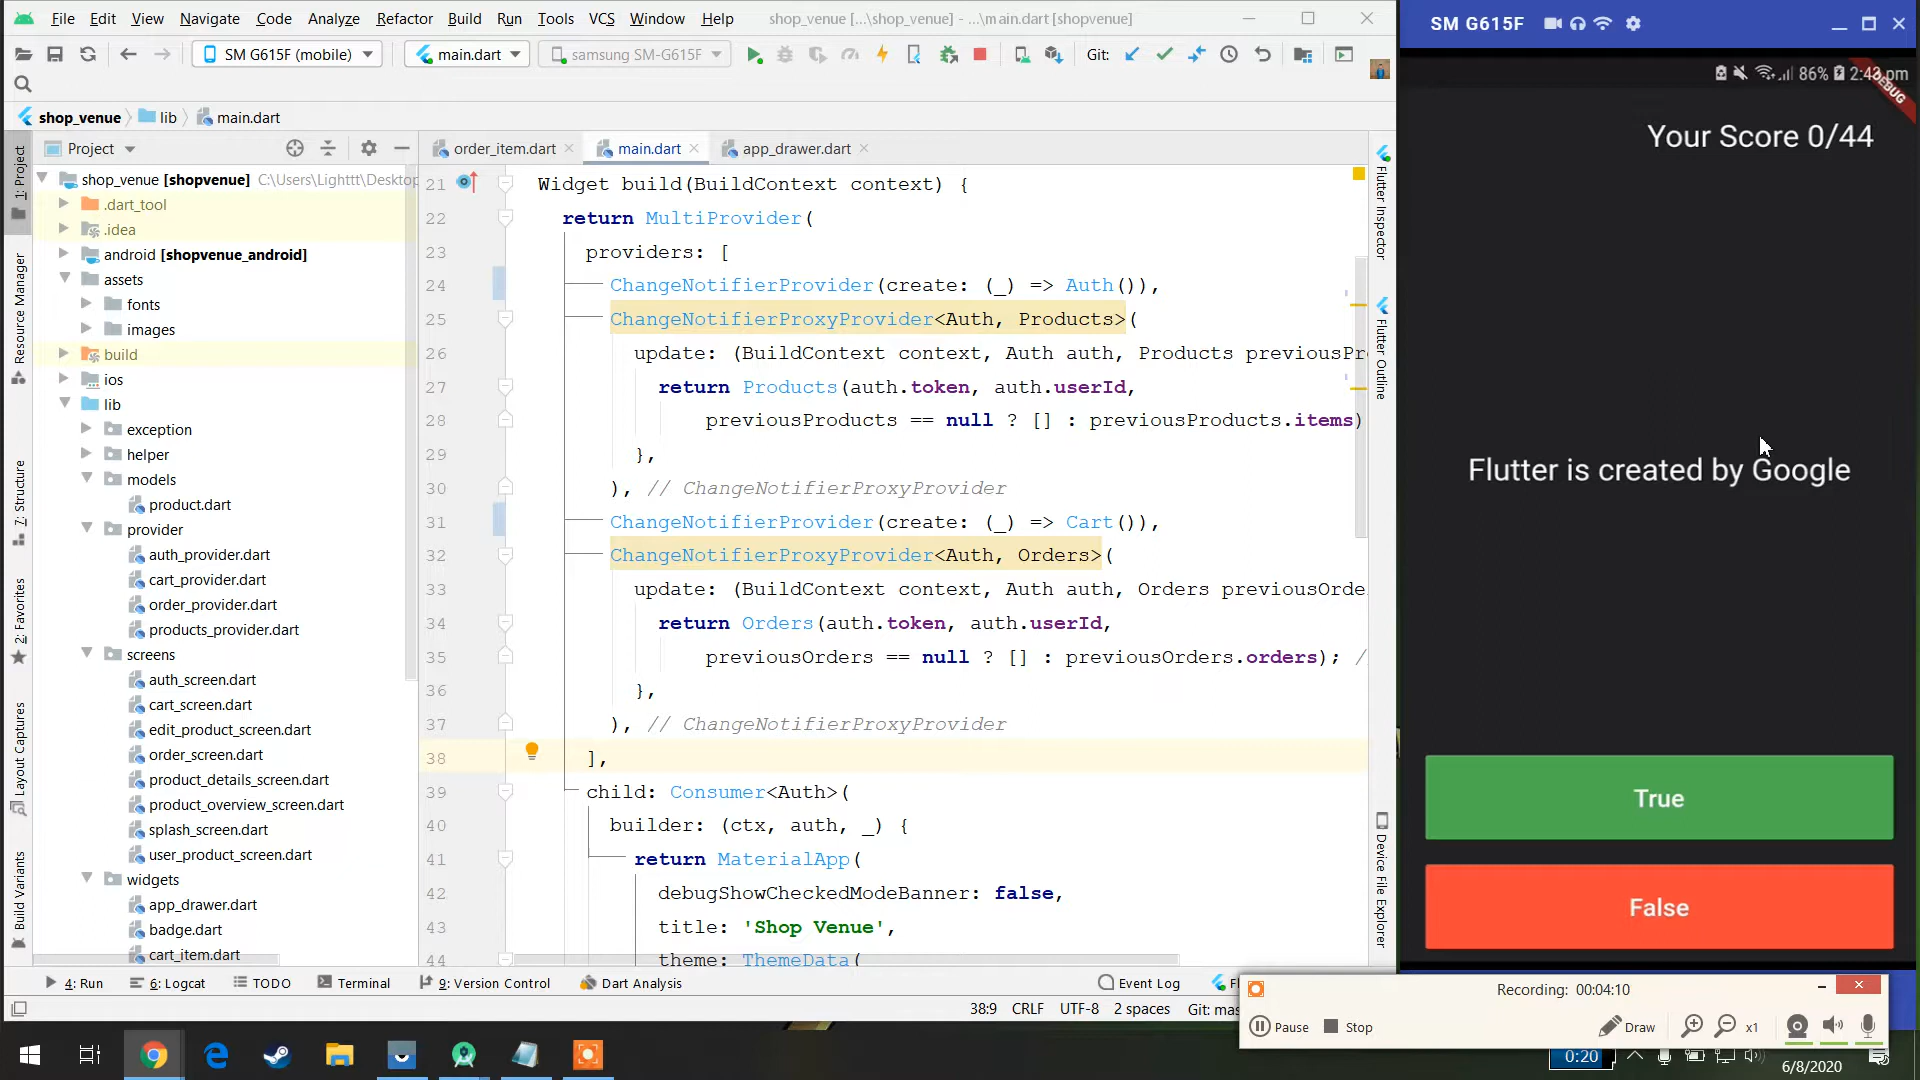 File Edit View Navigate Code Analyze Refactor Build Run Tools VCS Window Help shop_venue [...\shop_venue] - ...\main.dart [shopvenue]
SM G615F (mobile) main.dart samsung SM-G615F Git:
shop_venue lib main.dart
Project
order_item.dart main.dart app_drawer.dart
shop_venue [shopvenue] C:\Users\Lighttt\Desktop
.dart_tool
.idea
android [shopvenue_android]
assets
fonts
images
build
ios
lib
exception
helper
models
product.dart
provider
auth_provider.dart
cart_provider.dart
order_provider.dart
products_provider.dart
screens
auth_screen.dart
cart_screen.dart
edit_product_screen.dart
order_screen.dart
product_details_screen.dart
product_overview_screen.dart
splash_screen.dart
user_product_screen.dart
widgets
app_drawer.dart
badge.dart
cart_item.dart
1: Project
Resource Manager
7: Structure
2: Favorites
Layout Captures
Build Variants
21 Widget build(BuildContext context) {
22 return MultiProvider(
23 providers: [
24 ChangeNotifierProvider(create: (_) => Auth()),
25 ChangeNotifierProxyProvider<Auth, Products>(
26 update: (BuildContext context, Auth auth, Products previousPr
27 return Products(auth.token, auth.userId,
28 previousProducts == null ? [] : previousProducts.items)
29 },
30 ), // ChangeNotifierProxyProvider
31 ChangeNotifierProvider(create: (_) => Cart()),
32 ChangeNotifierProxyProvider<Auth, Orders>(
33 update: (BuildContext context, Auth auth, Orders previousOrde
34 return Orders(auth.token, auth.userId,
35 previousOrders == null ? [] : previousOrders.orders); /
36 },
37 ), // ChangeNotifierProxyProvider
38 ],
39 child: Consumer<Auth>(
40 builder: (ctx, auth, _) {
41 return MaterialApp(
42 debugShowCheckedModeBanner: false,
43 title: 'Shop Venue',
44 theme: ThemeData(
Flutter Inspector
Flutter Outline
Device File Explorer
4: Run 6: Logcat TODO Terminal 9: Version Control Dart Analysis Event Log Fl
38:9 CRLF UTF-8 2 spaces Git: mas
SM G615F
86% 2:43 pm
DEBUG
Your Score 0/44
Flutter is created by Google
True
False
Recording: 00:04:10
Pause Stop Draw x1
0:20
6/8/2020